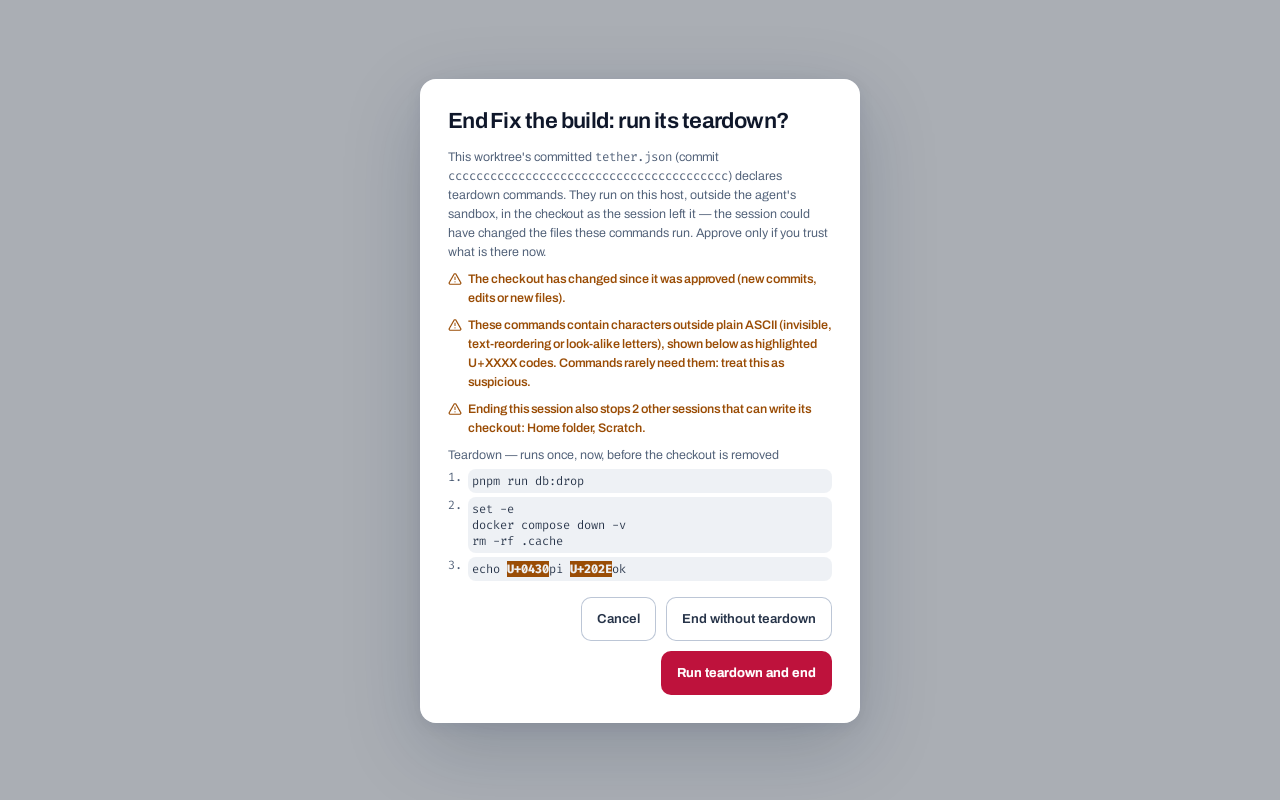 End Fix the build: run its teardown?
This worktree's committed tether.json (commit
cccccccccccccccccccccccccccccccccccccccc) declares
teardown commands. They run on this host, outside the agent's
sandbox, in the checkout as the session left it — the session could
have changed the files these commands run. Approve only if you trust
what is there now.
The checkout has changed since it was approved (new commits,
edits or new files).
These commands contain characters outside plain ASCII (invisible,
text-reordering or look-alike letters), shown below as highlighted
U+XXXX codes. Commands rarely need them: treat this as
suspicious.
Ending this session also stops 2 other sessions that can write its
checkout: Home folder, Scratch.
Teardown — runs once, now, before the checkout is removed
1. pnpm run db:drop
2. set -e
docker compose down -v
rm -rf .cache
3. echo U+0430pi U+202Eok
Cancel
End without teardown
Run teardown and end